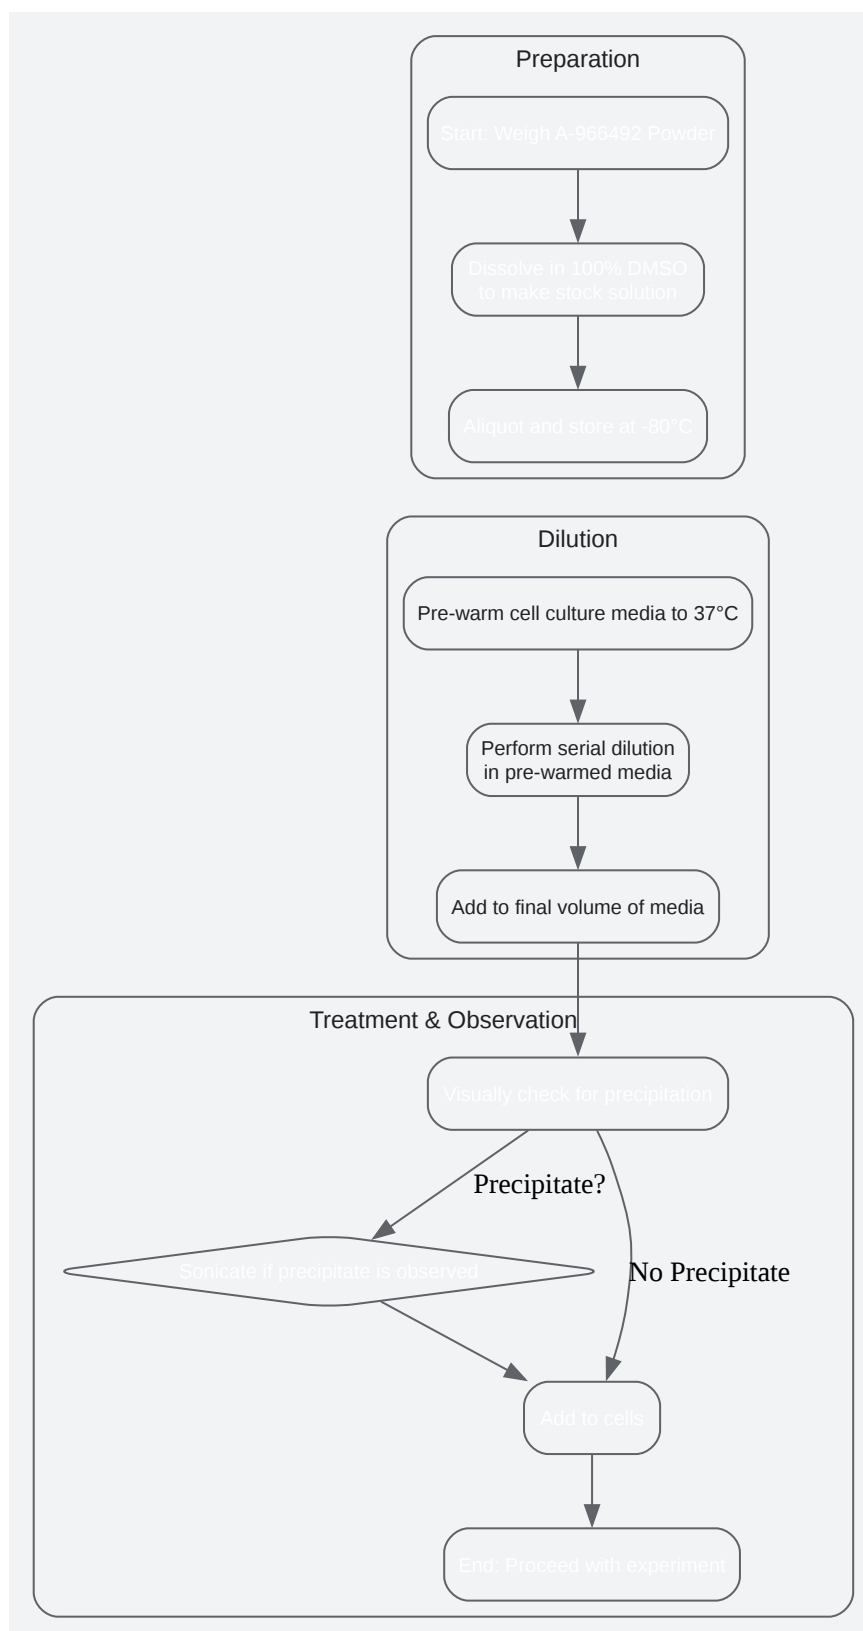 Preparation
Start: Weigh A-966492 Powder
Dissolve in 100% DMSO
to make stock solution
Aliquot and store at -80°C
Dilution
Pre-warm cell culture media to 37°C
Perform serial dilution
in pre-warmed media
Add to final volume of media
Treatment & Observation
Visually check for precipitation
Precipitate?
Sonicate if precipitate is observed
No Precipitate
Add to cells
End: Proceed with experiment